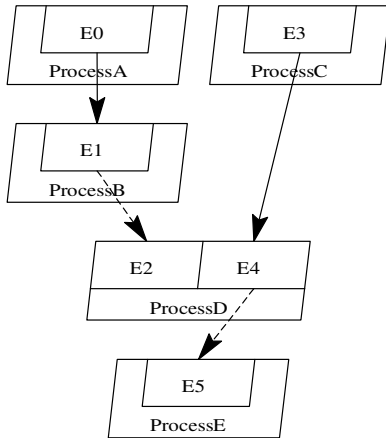 E0
ProcessA
E3
ProcessC
E1
ProcessB
E2
E4
ProcessD
E5
ProcessE